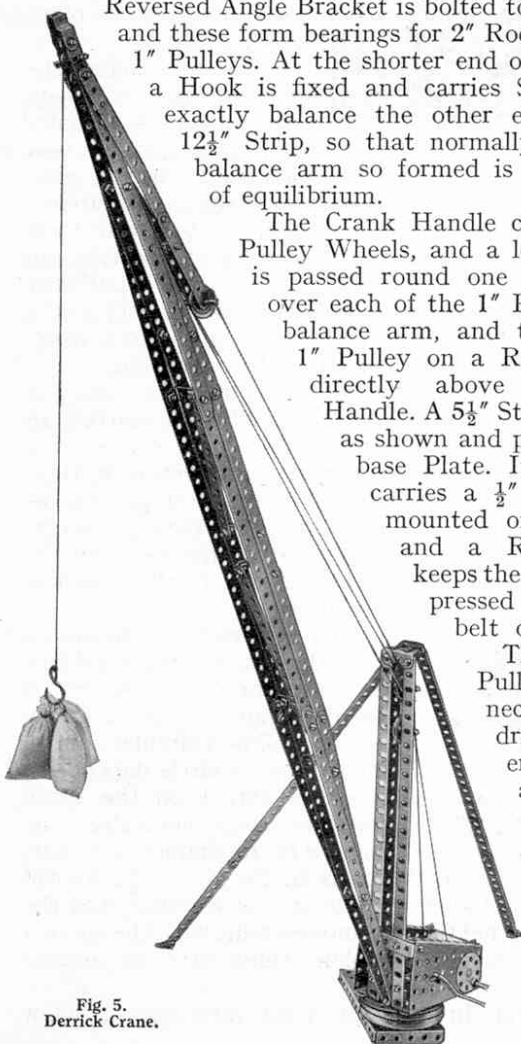 Reversed Angle Bracket is bolted to
and these form bearings for 2″ Ro
1″ Pulleys. At the shorter end o
a Hook is fixed and carries S
exactly balance the other e
12½″ Strip, so that normally
balance arm so formed is
of equilibrium.
The Crank Handle c
Pulley Wheels, and a l
is passed round one
over each of the 1″
balance arm, and t
1″ Pulley on a R
directly above
Handle. A 5½″ St
as shown and p
base Plate. I
carries a ½″
mounted o
and a R
keeps the
pressed
belt o
T
Pull
nec
dri
e
a
Fig. 5.
Derrick Crane.